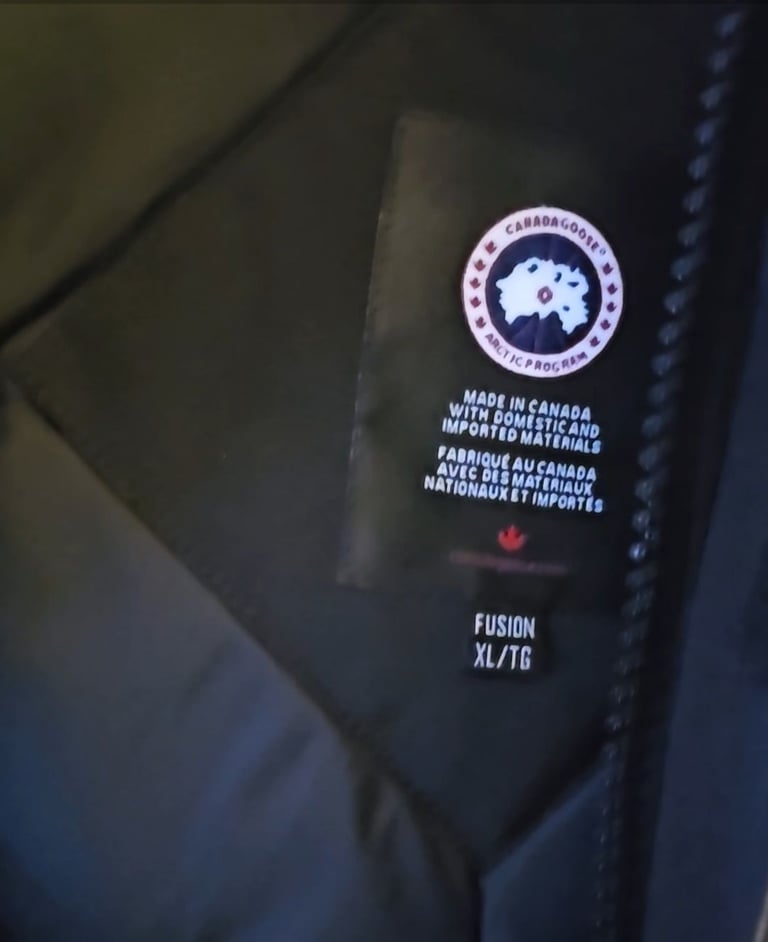 CANADA GOOSE®
ARCTIC PROGRAM
MADE IN CANADA
WITH DOMESTIC AND
IMPORTED MATERIALS
FABRIQUÉ AU CANADA
AVEC DES MATERIAUX
NATIONAUX ET IMPORTÉS
FUSION
XL/TG